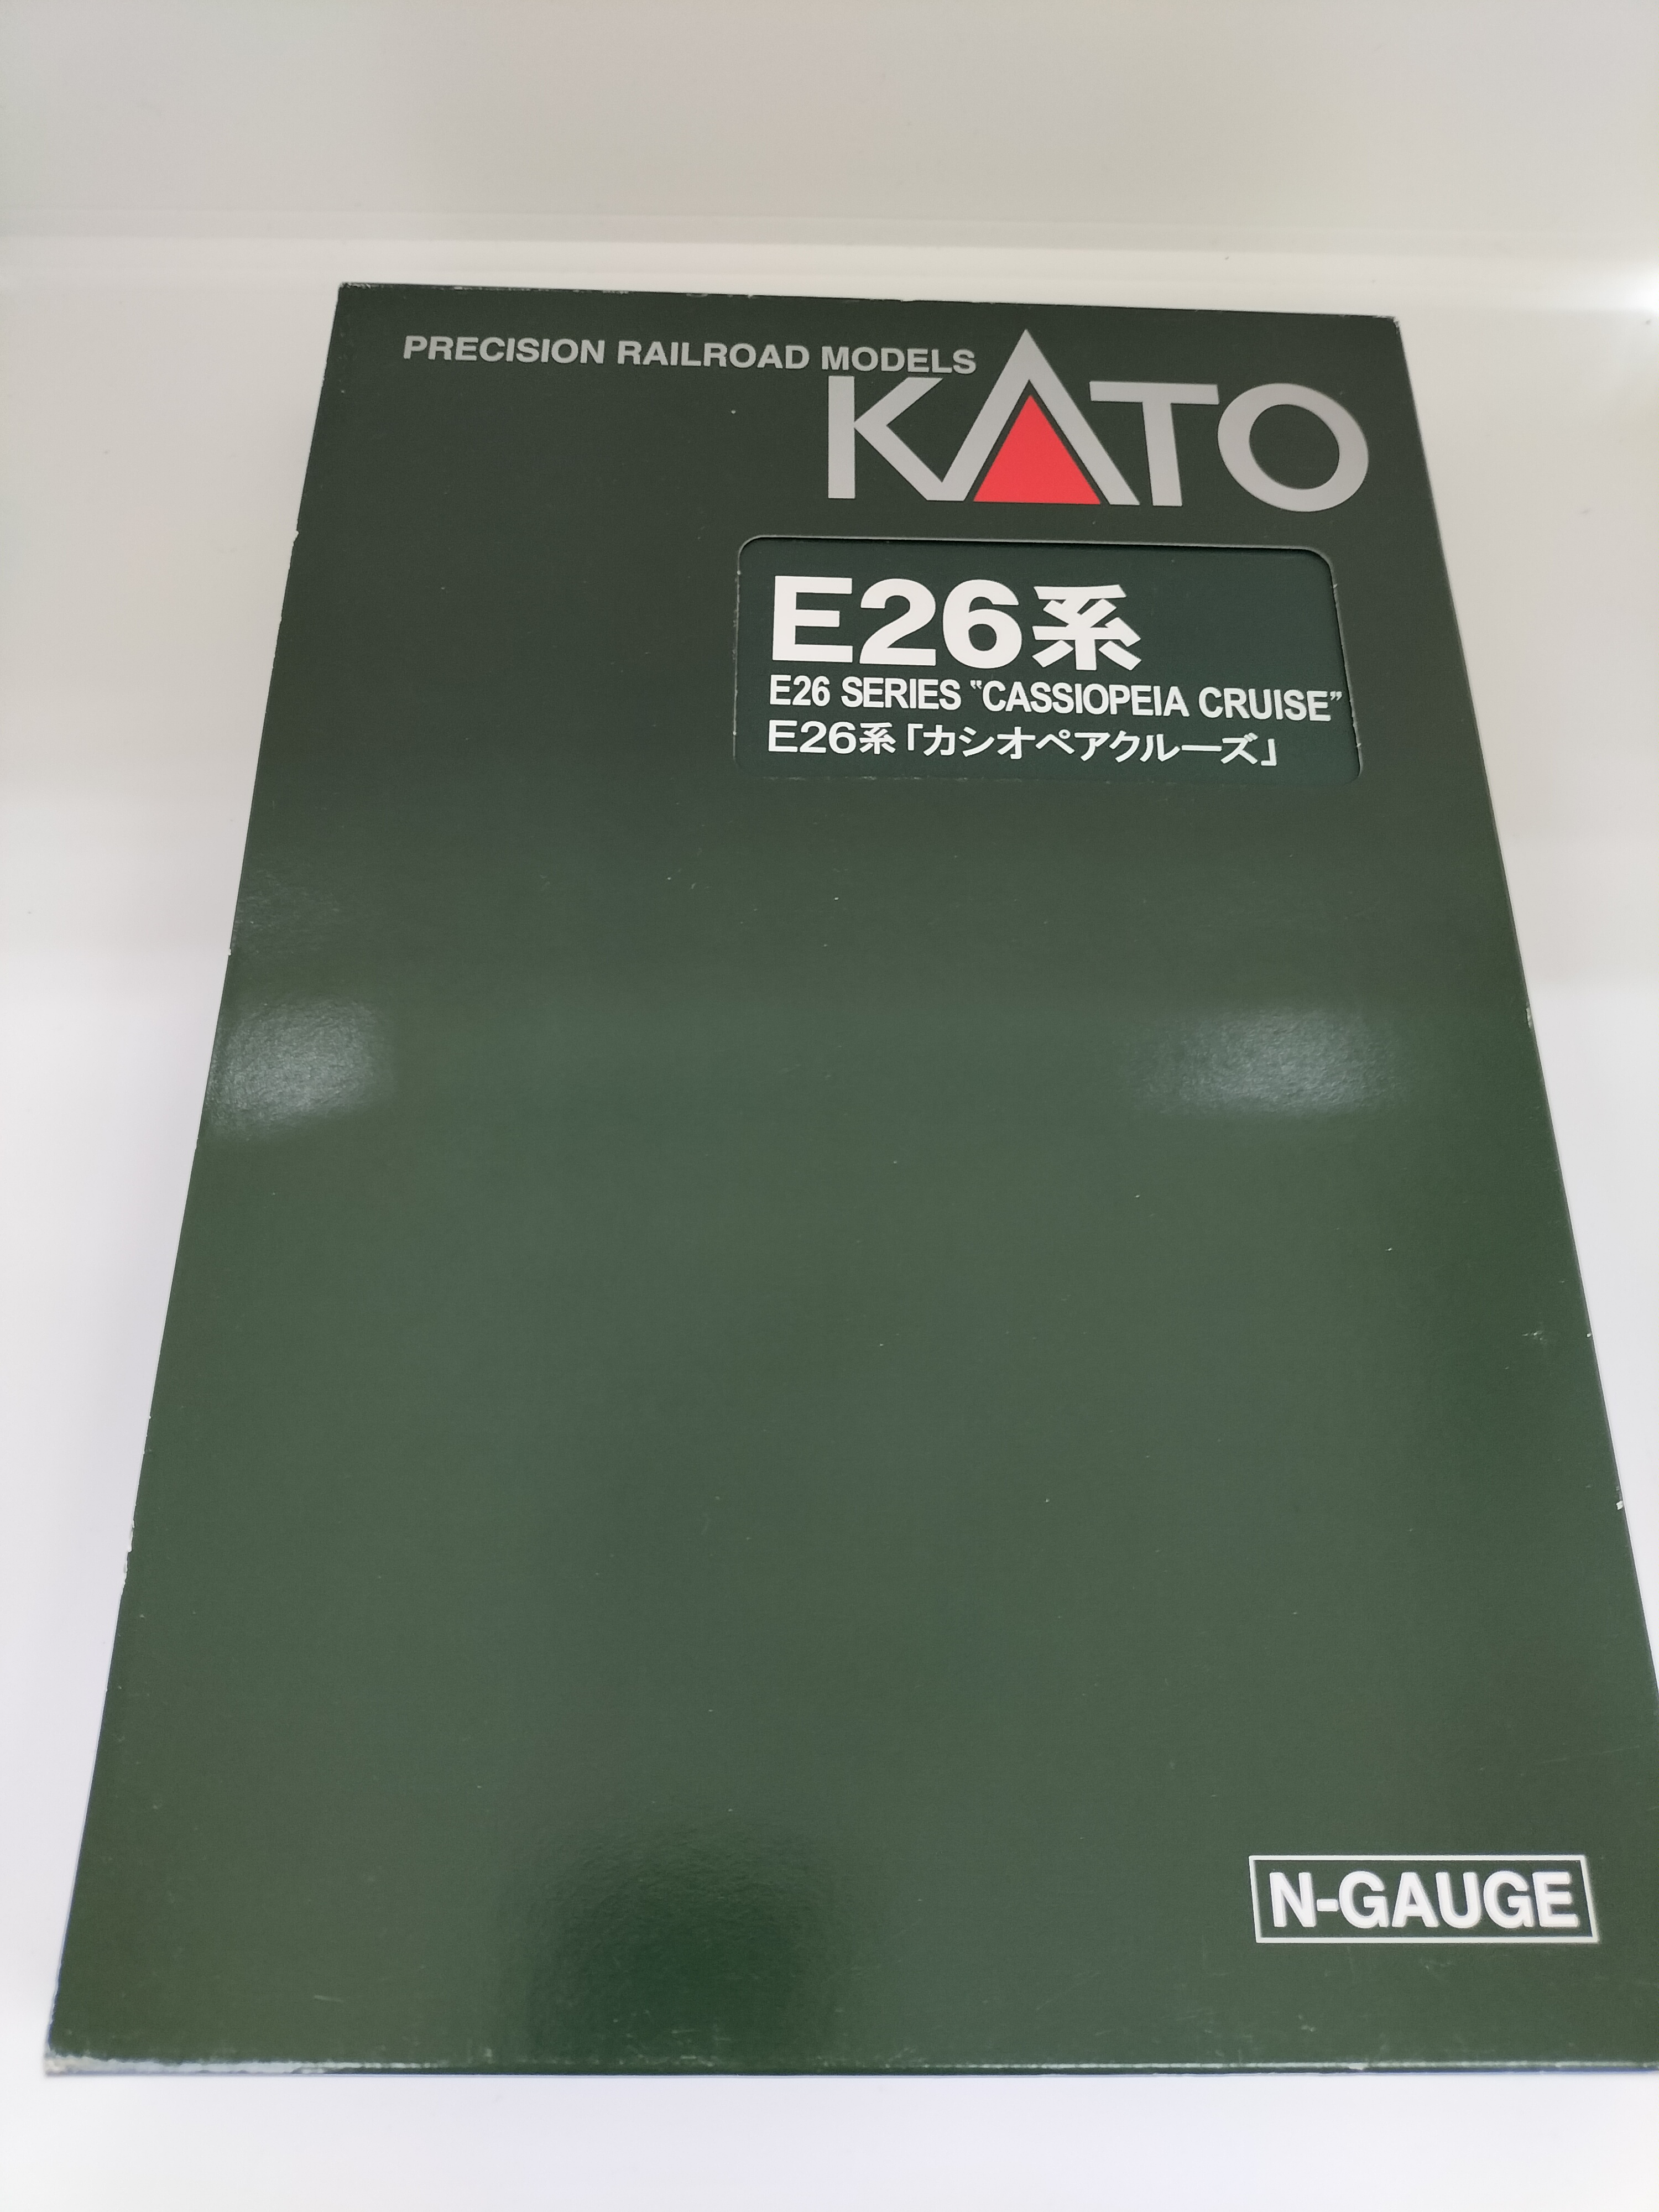 PRECISION RAILROAD MODELS
KATO
E26系
E26 SERIES "CASSIOPEIA CRUISE"
E26系「カシオペアクルーズ」
N-GAUGE